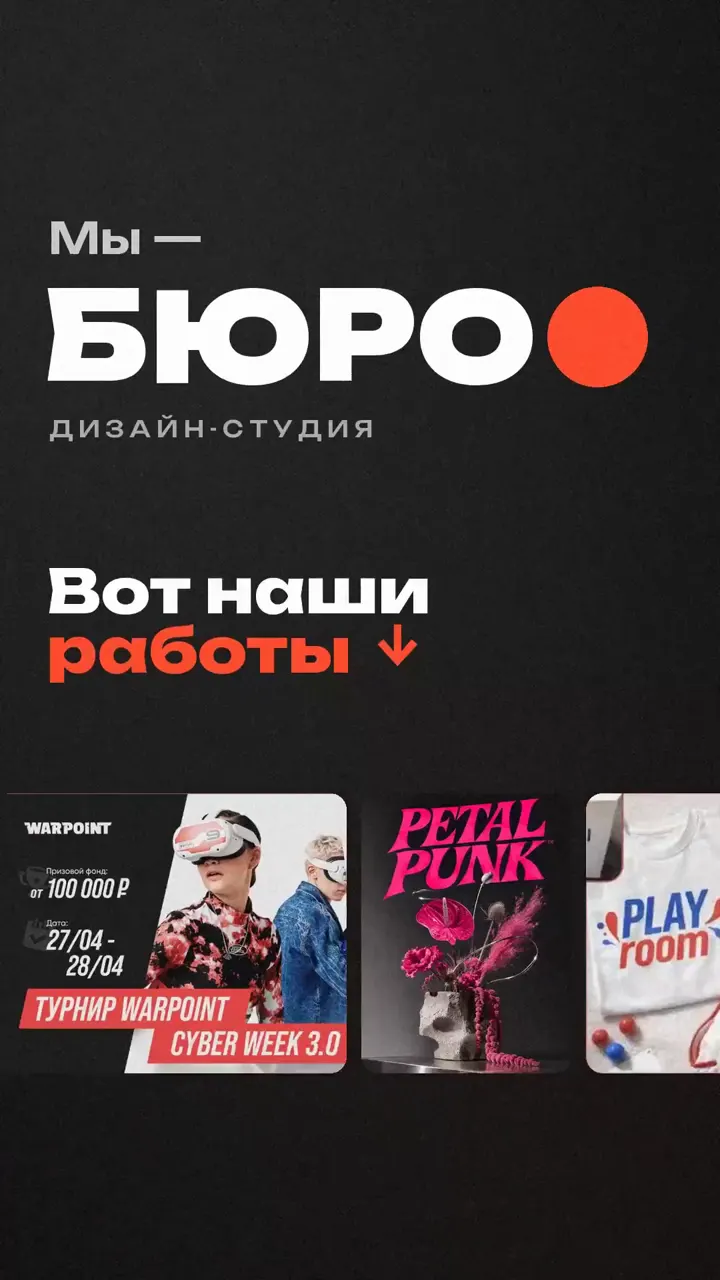 Мы —
БЮРО
ДИЗАЙН-СТУДИЯ
Вот наши
работы ↓
WARPOINT
Призовой фонд:
от 100 000 ₽
Дата:
27/04 -
28/04
ТУРНИР WARPOINT
CYBER WEEK 3.0
PETAL
PUNK
PLAY
room